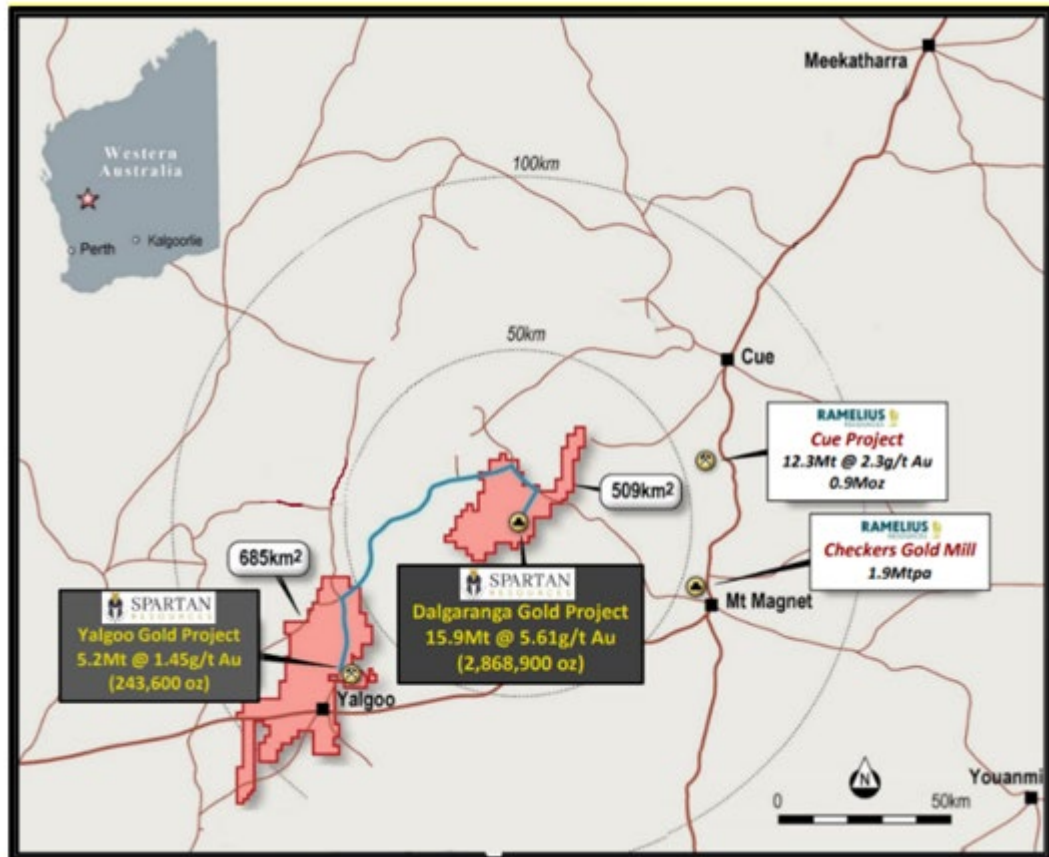 Meekatharra
Western
Australia
Perth
Kalgoorlie
100km
50km
Cue
RAMELIUS
RESOURCES
Cue Project
12.3Mt @ 2.3g/t Au
0.9Moz
509km2
RAMELIUS
RESOURCES
Checkers Gold Mill
1.9Mtpa
Mt Magnet
685km2
SPARTAN
RESOURCES
Dalgaranga Gold Project
15.9Mt @ 5.61g/t Au
(2,868,900 oz)
SPARTAN
RESOURCES
Yalgoo Gold Project
5.2Mt @ 1.45g/t Au
(243,600 oz)
Yalgoo
N
Youanmi
0 50km